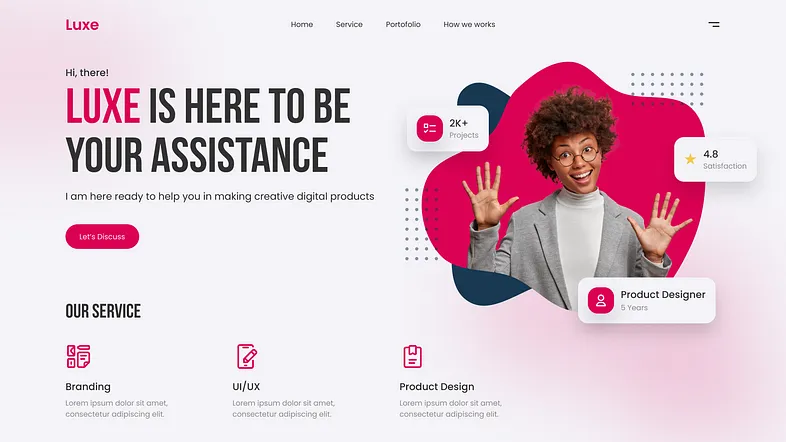 Luxe
Home Service Portofolio How we works
Hi, there!
LUXE IS HERE TO BE
YOUR ASSISTANCE
I am here ready to help you in making creative digital products
Let's Discuss
2K+
Projects
4.8
Satisfaction
Product Designer
5 Years
OUR SERVICE
Branding
Lorem ipsum dolor sit amet,
consectetur adipiscing elit.
UI/UX
Lorem ipsum dolor sit amet,
consectetur adipiscing elit.
Product Design
Lorem ipsum dolor sit amet,
consectetur adipiscing elit.